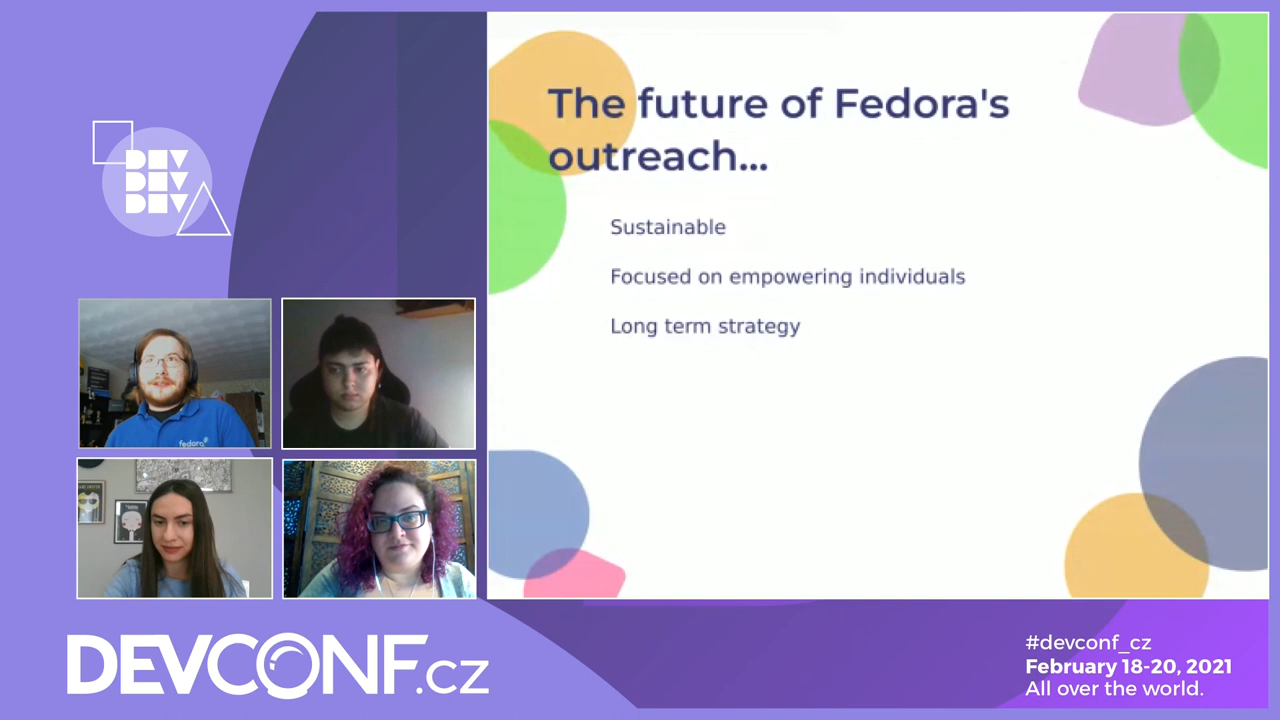 DEV
DEV
DEV
The future of Fedora's
outreach...
Sustainable
Focused on empowering individuals
Long term strategy
fedora
DEVCONF.CZ
#devconf_cz
February 18-20, 2021
All over the world.